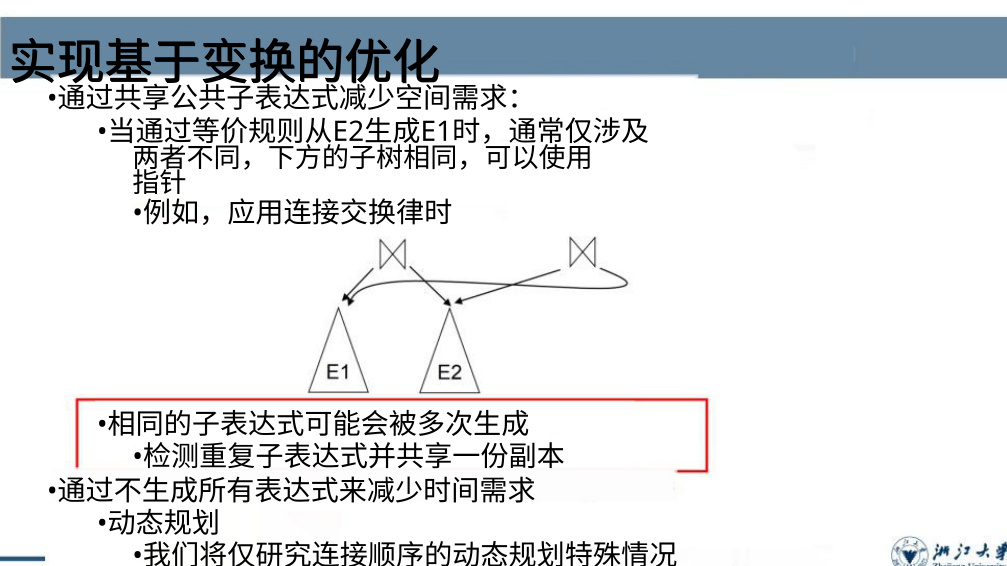 实现基于变换的优化
•通过共享公共子表达式减少空间需求：
•当通过等价规则从E2生成E1时，通常仅涉及
两者不同，下方的子树相同，可以使用
指针
•例如，应用连接交换律时
E1 E2
•相同的子表达式可能会被多次生成
•检测重复子表达式并共享一份副本
•通过不生成所有表达式来减少时间需求
•动态规划
•我们将仅研究连接顺序的动态规划特殊情况
浙江大学